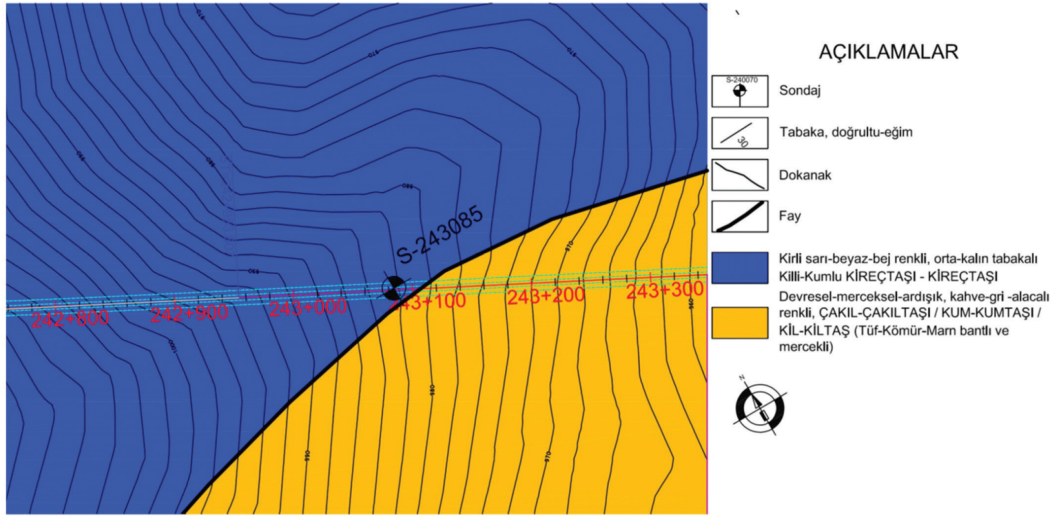 S-243085
242+800
242+900
243+000
243+100
243+200
243+300
AÇIKLAMALAR
S-240070
Sondaj
30
Tabaka, doğrultu-eğim
Dokanak
Fay
Kirli sarı-beyaz-bej renkli, orta-kalın tabakalı
Killi-Kumlu KİREÇTAŞI - KİREÇTAŞI
Devresel-merceksel-ardışık, kahve-gri -alacalı
renkli, ÇAKIL-ÇAKILTAŞI / KUM-KUMTAŞI /
KİL-KİLTAŞ (Tüf-Kömür-Marn bantlı ve
mercekli)
N